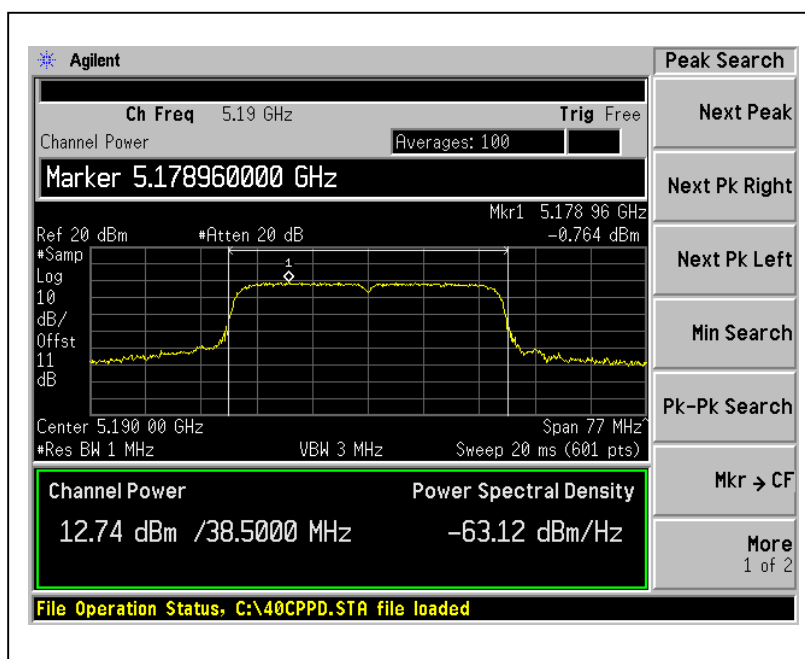 Agilent
Peak Search
Ch Freq 5.19 GHz Trig Free
Channel Power Averages: 100
Marker 5.178960000 GHz
Mkr1 5.178 96 GHz
Ref 20 dBm #Atten 20 dB -0.764 dBm
#Samp
Log
10
dB/
Offst
11
dB
1
Center 5.190 00 GHz Span 77 MHz^
#Res BW 1 MHz VBW 3 MHz Sweep 20 ms (601 pts)
Channel Power Power Spectral Density
12.74 dBm /38.5000 MHz -63.12 dBm/Hz
File Operation Status, C:\40CPPD.STA file loaded
Next Peak
Next Pk Right
Next Pk Left
Min Search
Pk-Pk Search
Mkr → CF
More
1 of 2